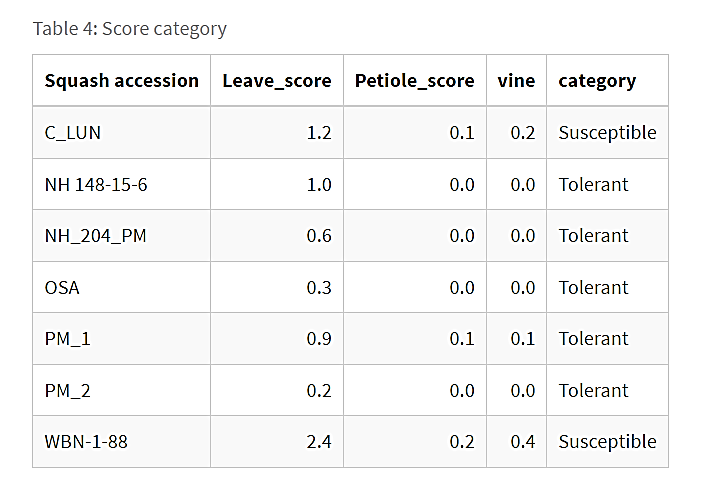 Table 4: Score category
Squash accession Leave_score Petiole_score vine category
C_LUN 1.2 0.1 0.2 Susceptible
NH 148-15-6 1.0 0.0 0.0 Tolerant
NH_204_PM 0.6 0.0 0.0 Tolerant
OSA 0.3 0.0 0.0 Tolerant
PM_1 0.9 0.1 0.1 Tolerant
PM_2 0.2 0.0 0.0 Tolerant
WBN-1-88 2.4 0.2 0.4 Susceptible